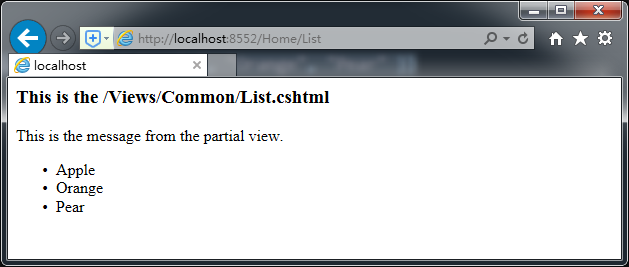 http://localhost:8552/Home/List
localhost
This is the /Views/Common/List.cshtml
This is the message from the partial view.
• Apple
• Orange
• Pear